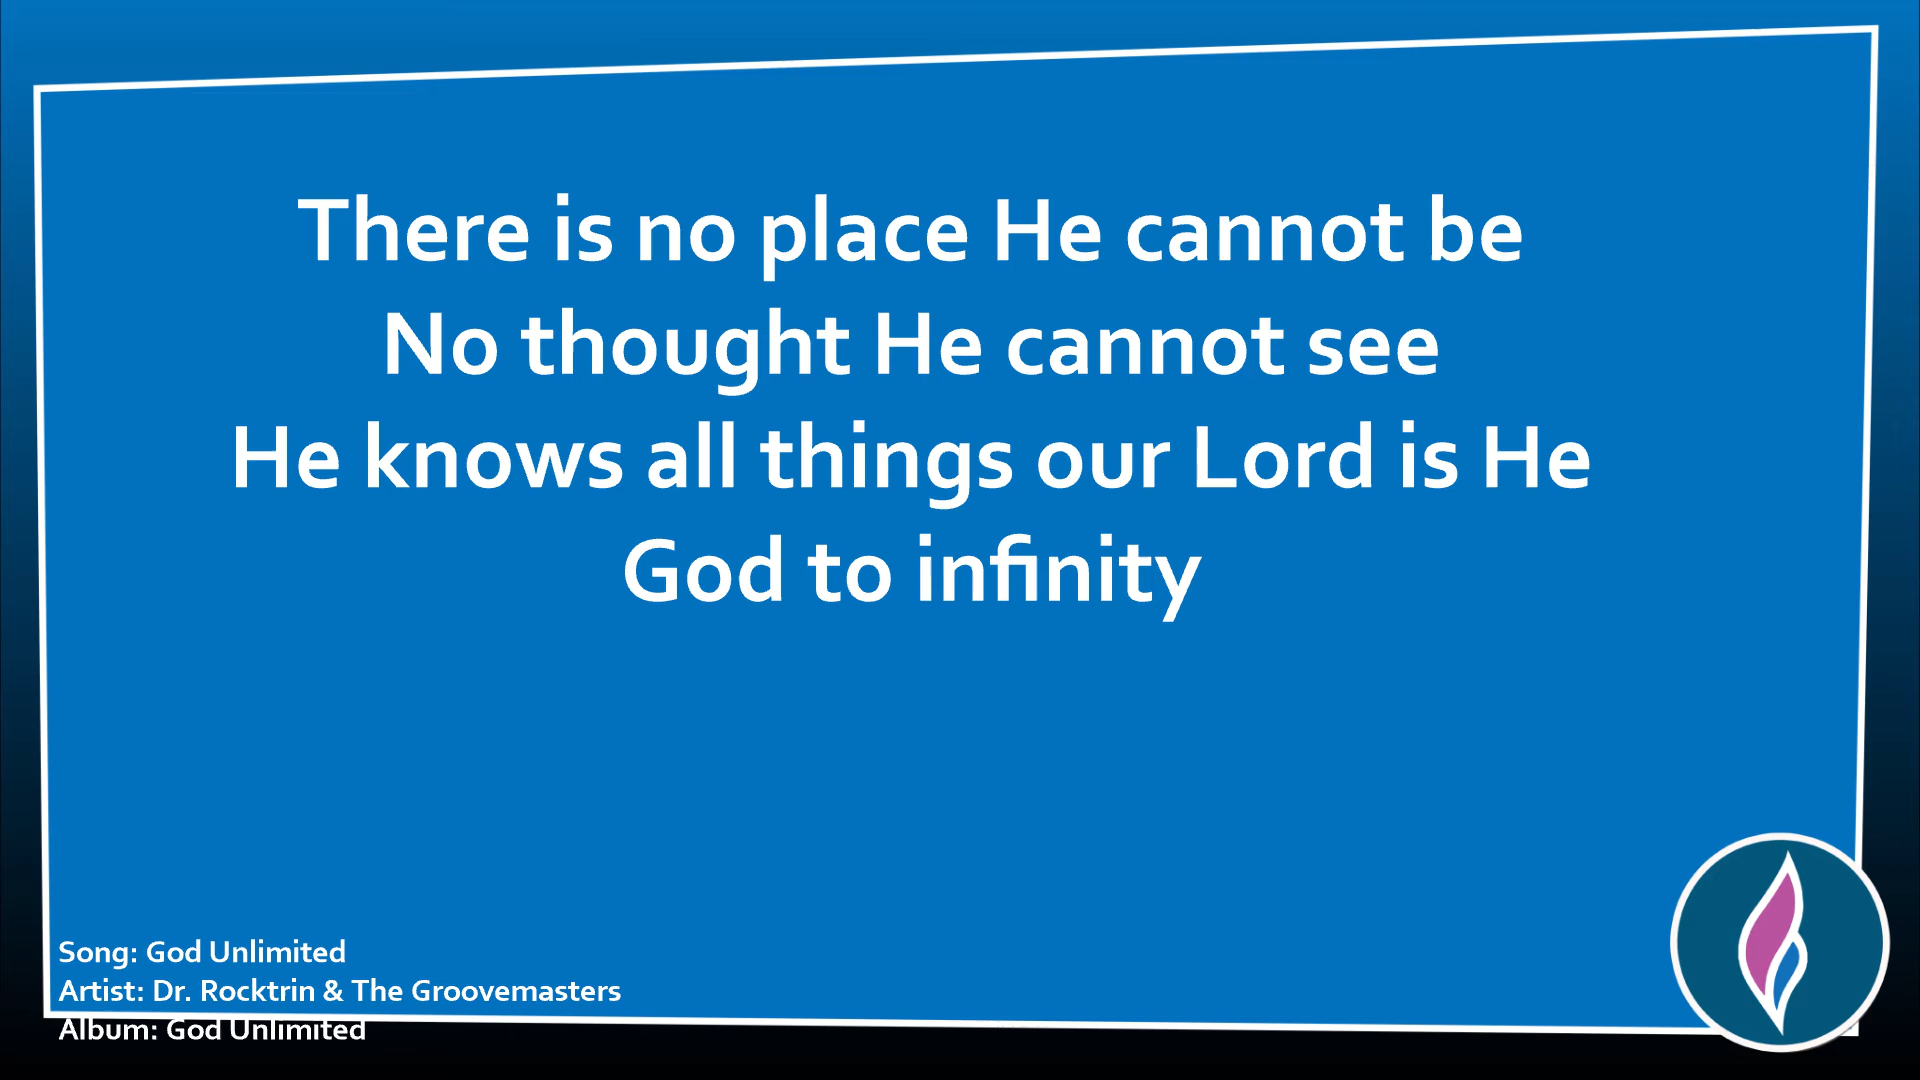 There is no place He cannot be
No thought He cannot see
He knows all things our Lord is He
God to infinity
Song: God Unlimited
Artist: Dr. Rocktrin & The Groovemasters
Album: God Unlimited